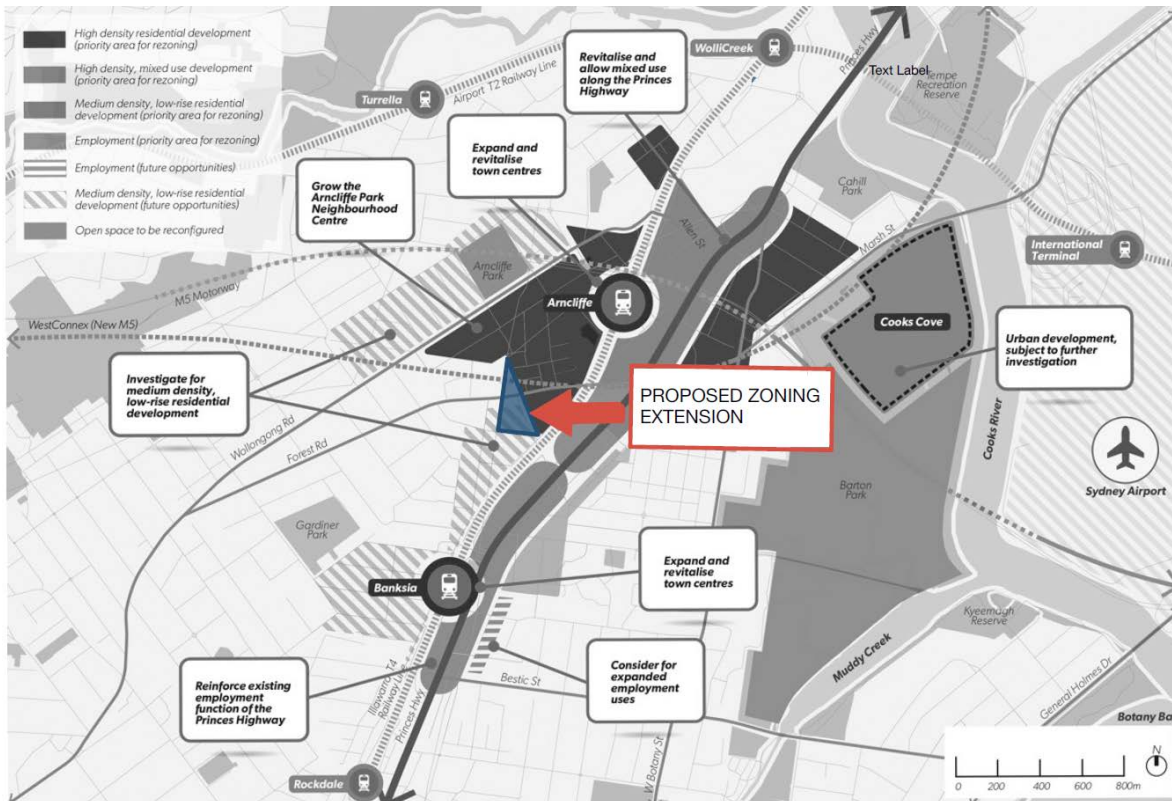 High density residential development
(priority area for rezoning)
High density, mixed use development
(priority area for rezoning)
Medium density, low-rise residential
development (priority area for rezoning)
Employment (priority area for rezoning)
Employment (future opportunities)
Medium density, low-rise residential
development (future opportunities)
Open space to be reconfigured
Turrella
Airport T2 Railway Line
Revitalise and
allow mixed use
along the Princes
Highway
WolliCreek
Princes Hwy
Text Label
Tempe
Recreation
Reserve
Expand and
revitalise
town centres
Grow the
Arncliffe Park
Neighbourhood
Centre
Arncliffe
Park
Allen St
Cahill
Park
Marsh St
International
Terminal
M5 Motorway
WestConnex (New M5)
Arncliffe
Cooks Cove
Urban development,
subject to further
investigation
Investigate for
medium density,
low-rise residential
development
PROPOSED ZONING
EXTENSION
Wollongong Rd
Forest Rd
Cooks River
Sydney Airport
Barton
Park
Gardiner
Park
Banksia
Expand and
revitalise
town centres
Kyeemagh
Reserve
Muddy Creek
Reinforce existing
employment
function of the
Princes Highway
Illawarra T4
Railway Line
Princes Hwy
Bestic St
Consider for
expanded
employment
uses
W Botany St
General Holmes Dr
Botany Ba
Rockdale
N
0 200 400 600 800m